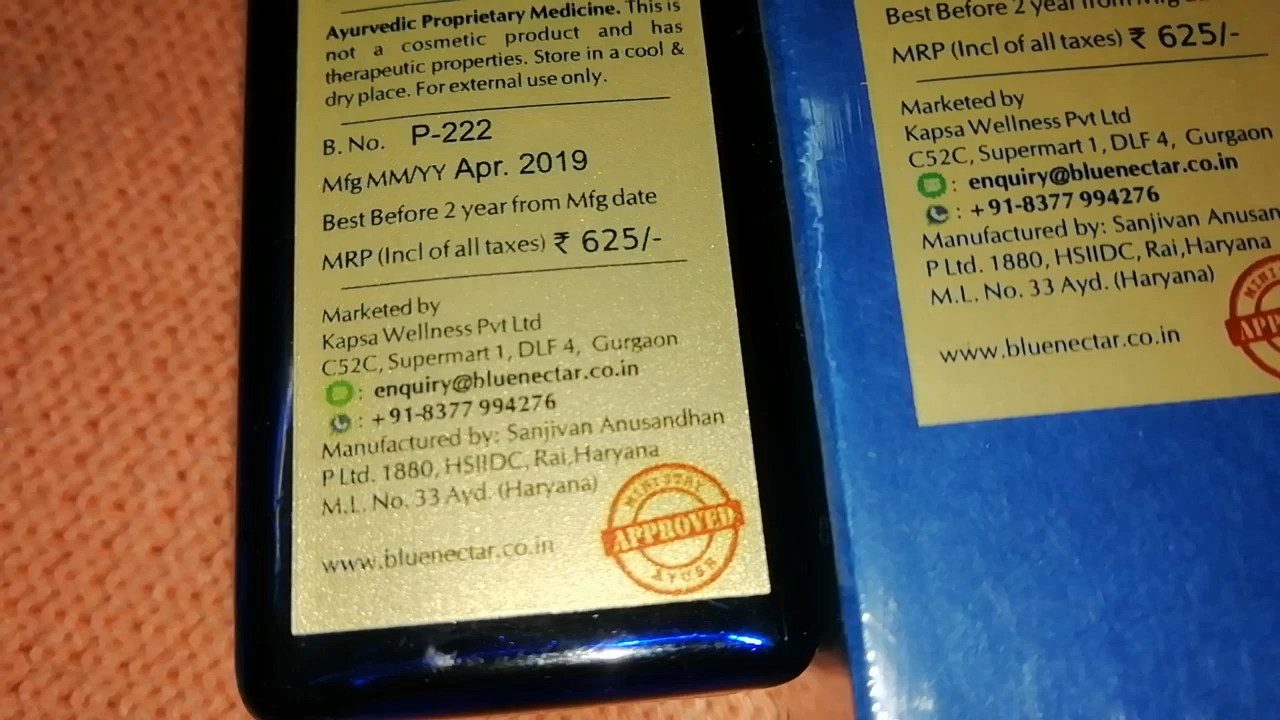 Ayurvedic Proprietary Medicine. This is
not a cosmetic product and has
therapeutic properties. Store in a cool &
dry place. For external use only.
B. No. P-222
Mfg MM/YY Apr. 2019
Best Before 2 year from Mfg date
MRP (Incl of all taxes) ₹ 625/-
Marketed by
Kapsa Wellness Pvt Ltd
C52C, Supermart 1, DLF 4, Gurgaon
: enquiry@bluenectar.co.in
: +91-8377 994276
Manufactured by: Sanjivan Anusandhan
P Ltd. 1880, HSIIDC, Rai,Haryana
M.L. No. 33 Ayd. (Haryana)
www.bluenectar.co.in
MINISTRY
APPROVED
AYUSH
Best Before 2 year from Mfg
MRP (Incl of all taxes) ₹ 625/-
Marketed by
Kapsa Wellness Pvt Ltd
C52C, Supermart 1, DLF 4, Gurgaon
: enquiry@bluenectar.co.in
: +91-8377 994276
Manufactured by: Sanjivan Anusan
P Ltd. 1880, HSIIDC, Rai,Haryana
M.L. No. 33 Ayd. (Haryana)
www.bluenectar.co.in